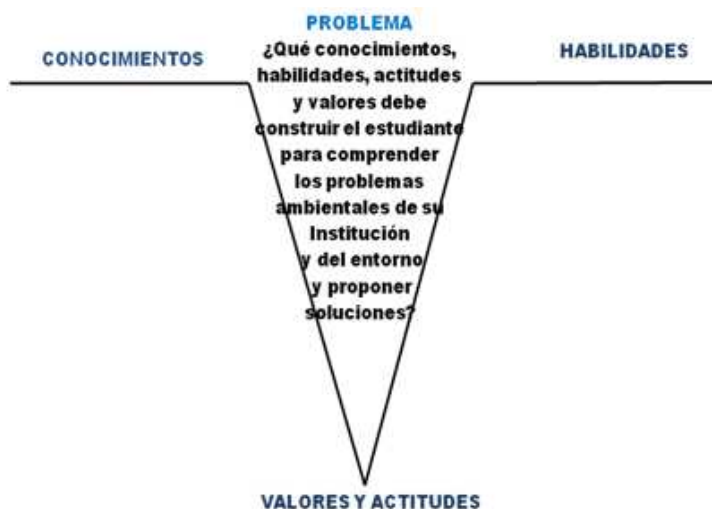 PROBLEMA
CONOCIMIENTOS
HABILIDADES
¿Qué conocimientos,
habilidades, actitudes
y valores debe
construir el estudiante
para comprender
los problemas
ambientales de su
Institución
y del entorno
y proponer
soluciones?
VALORES Y ACTITUDES